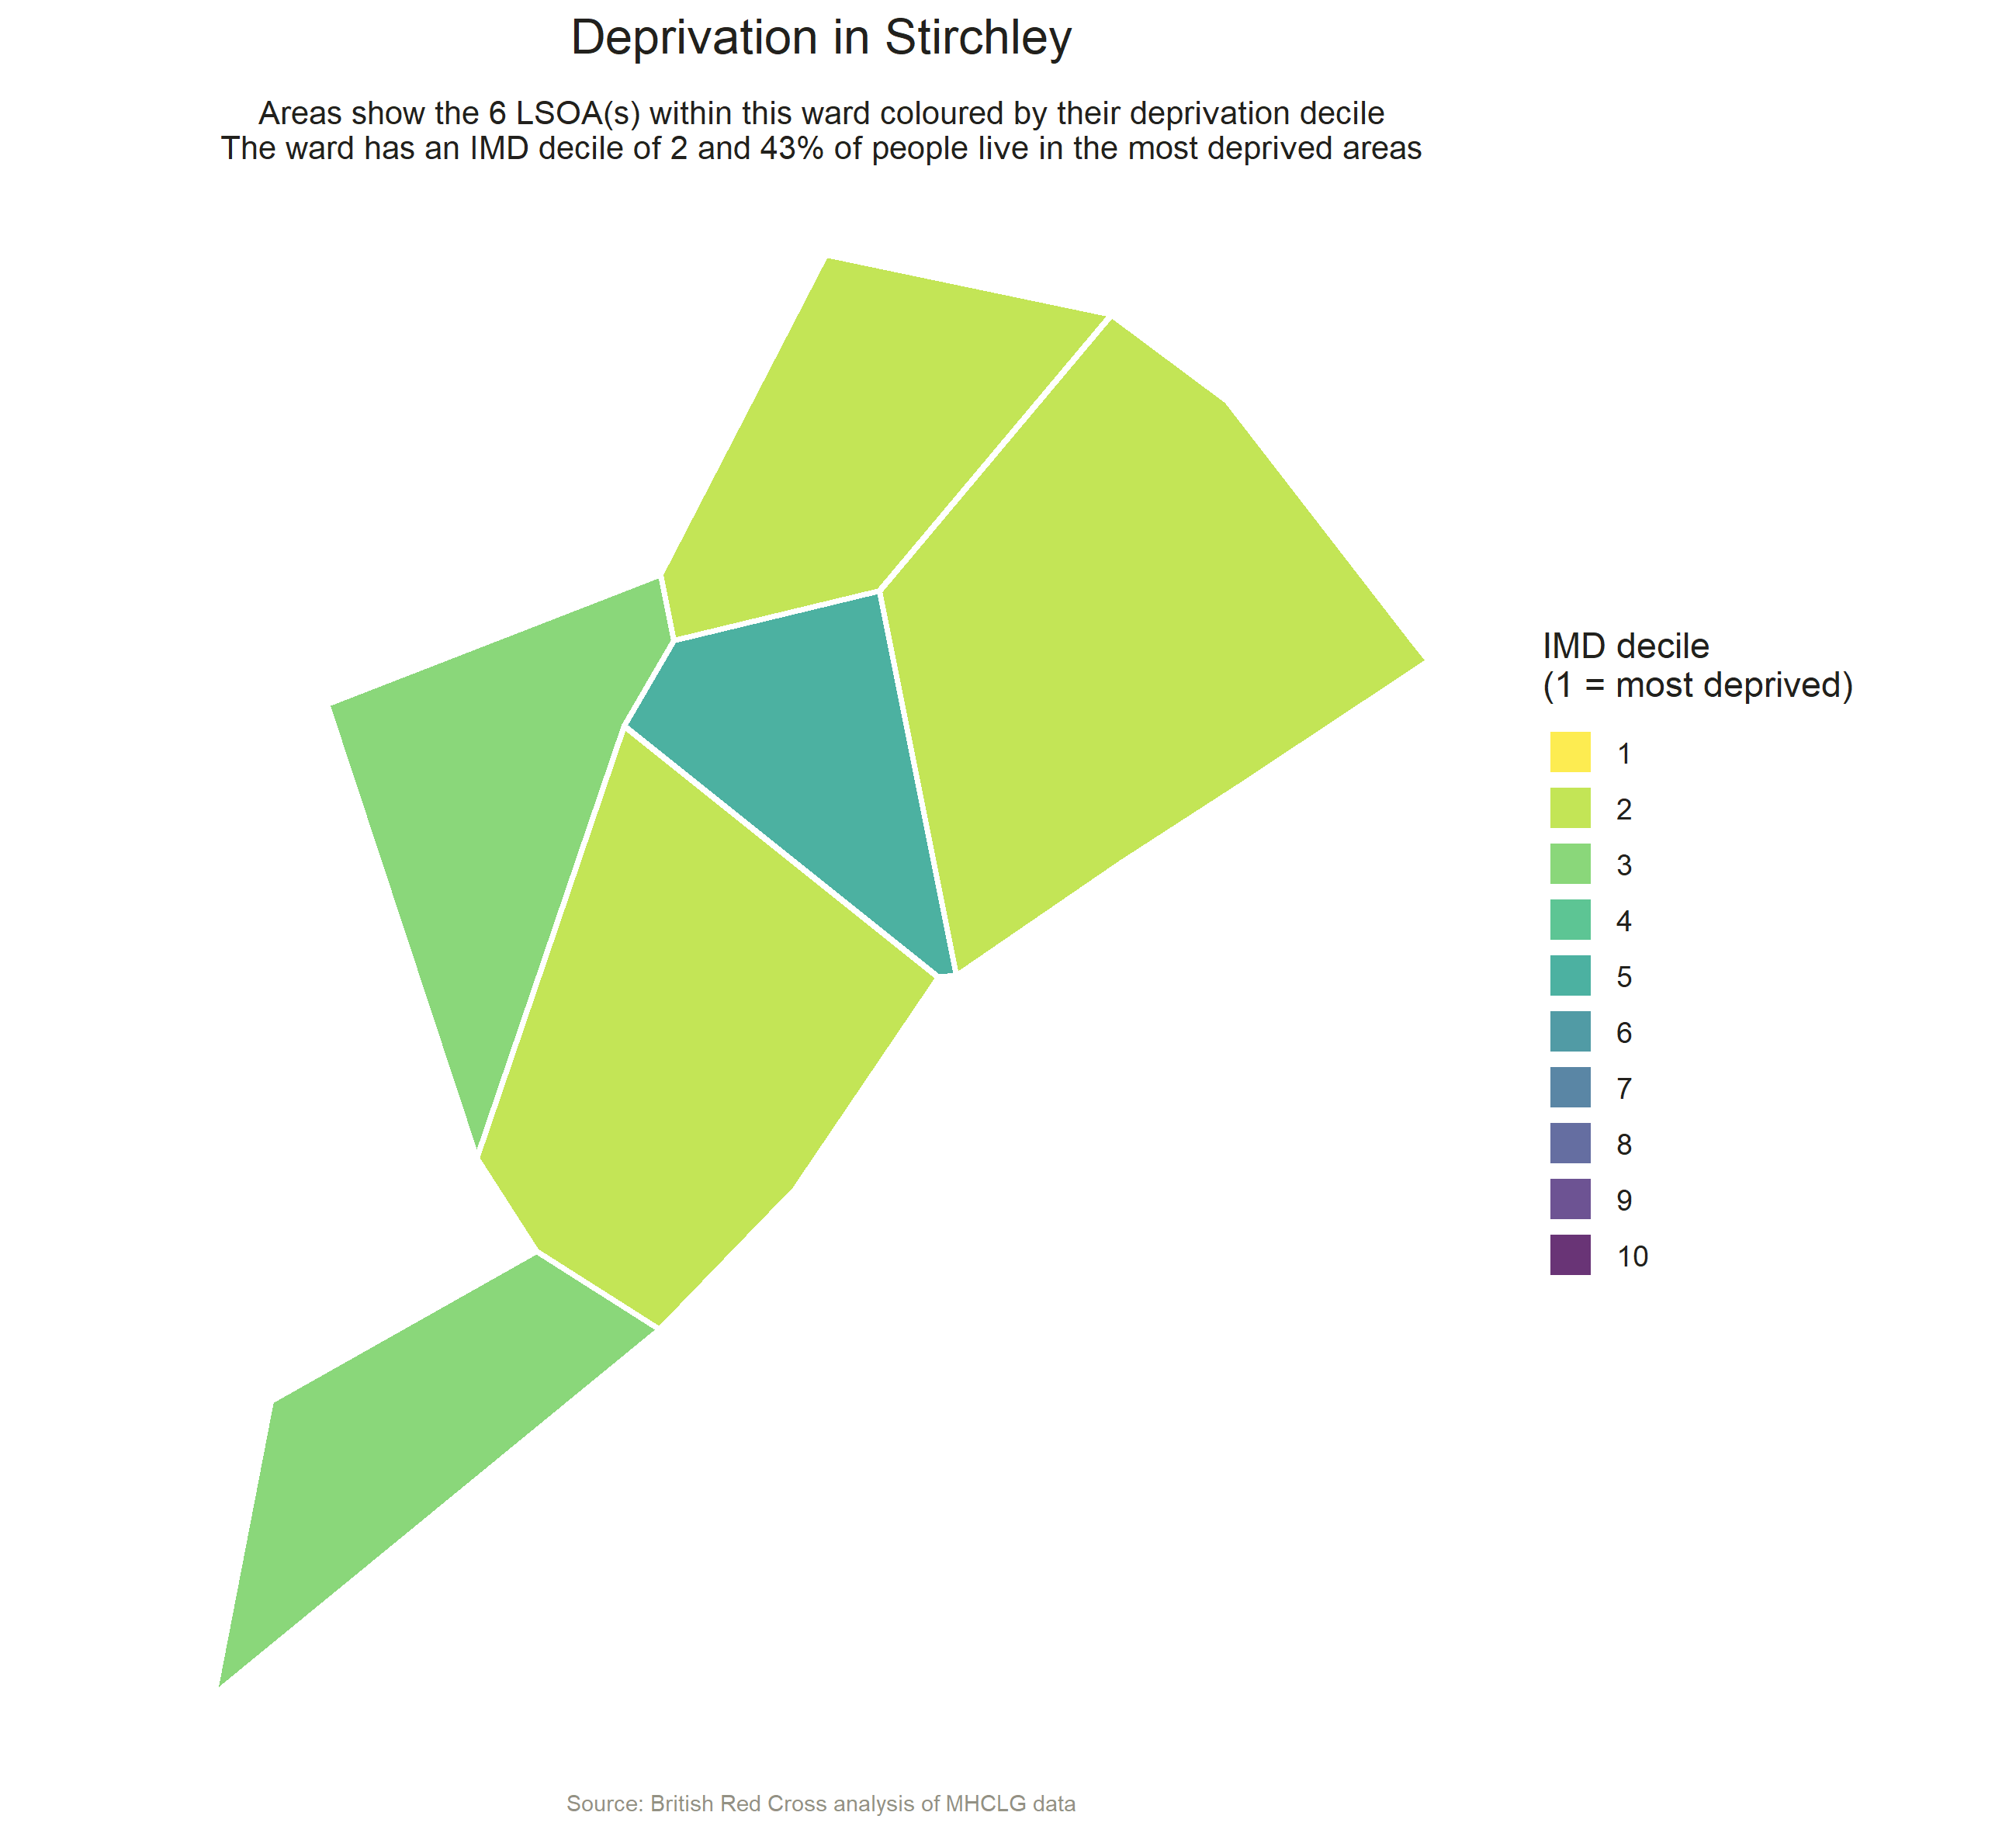 Deprivation in Stirchley
Areas show the 6 LSOA(s) within this ward coloured by their deprivation decile
The ward has an IMD decile of 2 and 43% of people live in the most deprived areas
IMD decile
(1 = most deprived)
1
2
3
4
5
6
7
8
9
10
Source: British Red Cross analysis of MHCLG data